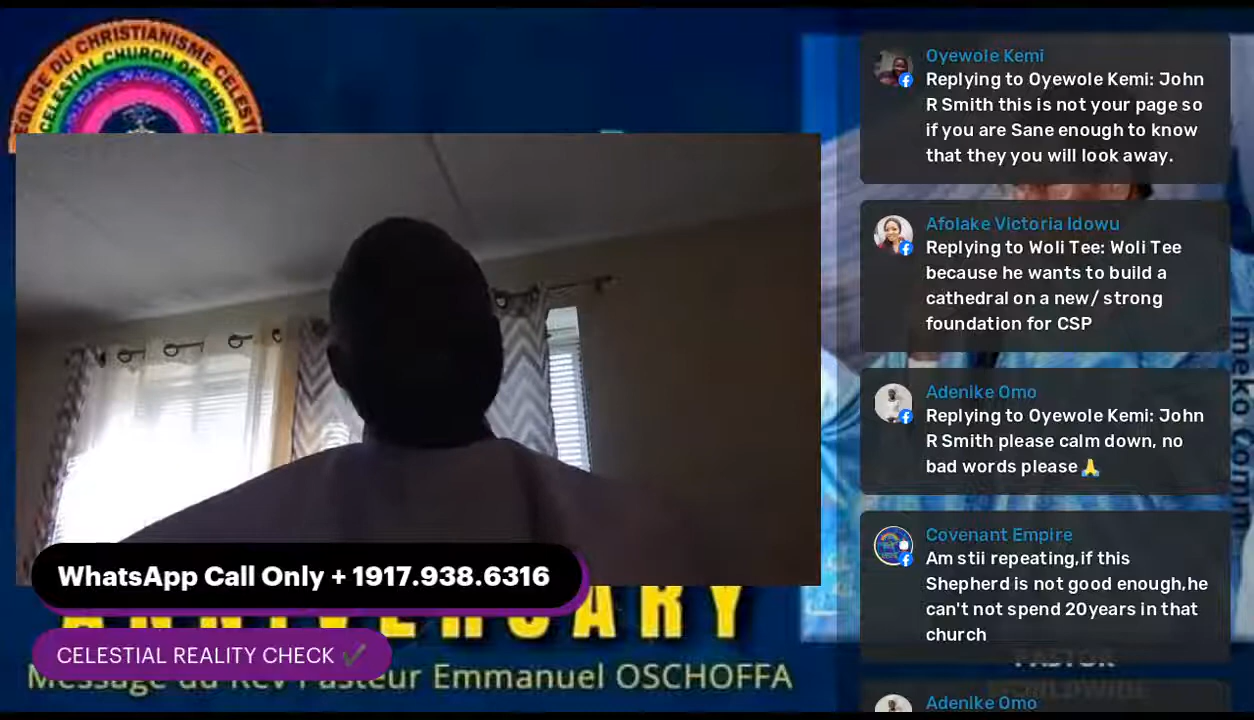 EGLISE DU CHRISTIANISME CELESTE
CELESTIAL CHURCH OF CHRIST
WhatsApp Call Only + 1917.938.6316
CELESTIAL REALITY CHECK ✔
Message du Rev Pasteur Emmanuel OSCHOFFA
Oyewole Kemi
Replying to Oyewole Kemi: John
R Smith this is not your page so
if you are Sane enough to know
that they you will look away.
Afolake Victoria Idowu
Replying to Woli Tee: Woli Tee
because he wants to build a
cathedral on a new/ strong
foundation for CSP
Adenike Omo
Replying to Oyewole Kemi: John
R Smith please calm down, no
bad words please🙏
Covenant Empire
Am stii repeating,if this
Shepherd is not good enough,he
can't not spend 20years in that
church
PASTOR
WORLDWIDE
Adenike Omo
Imeko